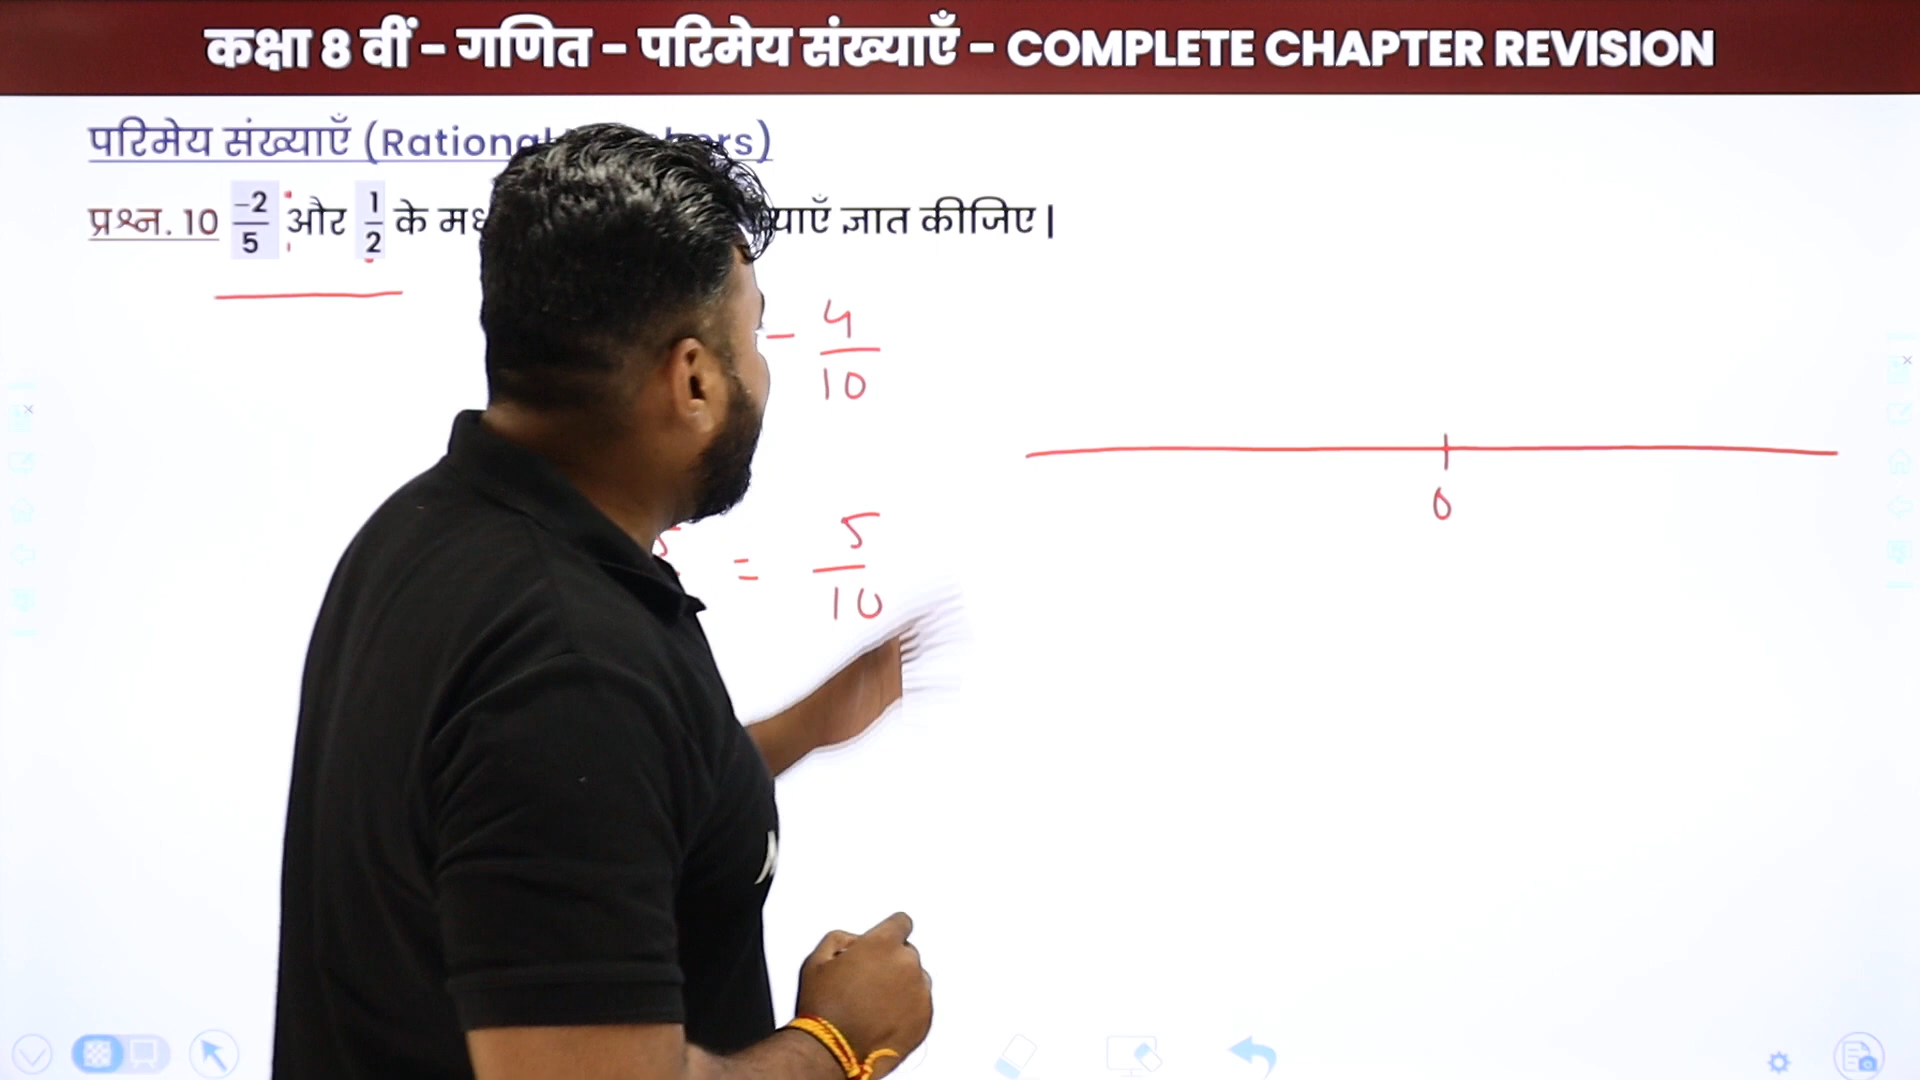 कक्षा 8 वीं – गणित – परिमेय संख्याएँ – COMPLETE CHAPTER REVISION
परिमेय संख्याएँ (Rational
प्रश्न. 10 -2/5 और 1/2 के ज्ञात कीजिए |
- 4/10
0
= 5/10